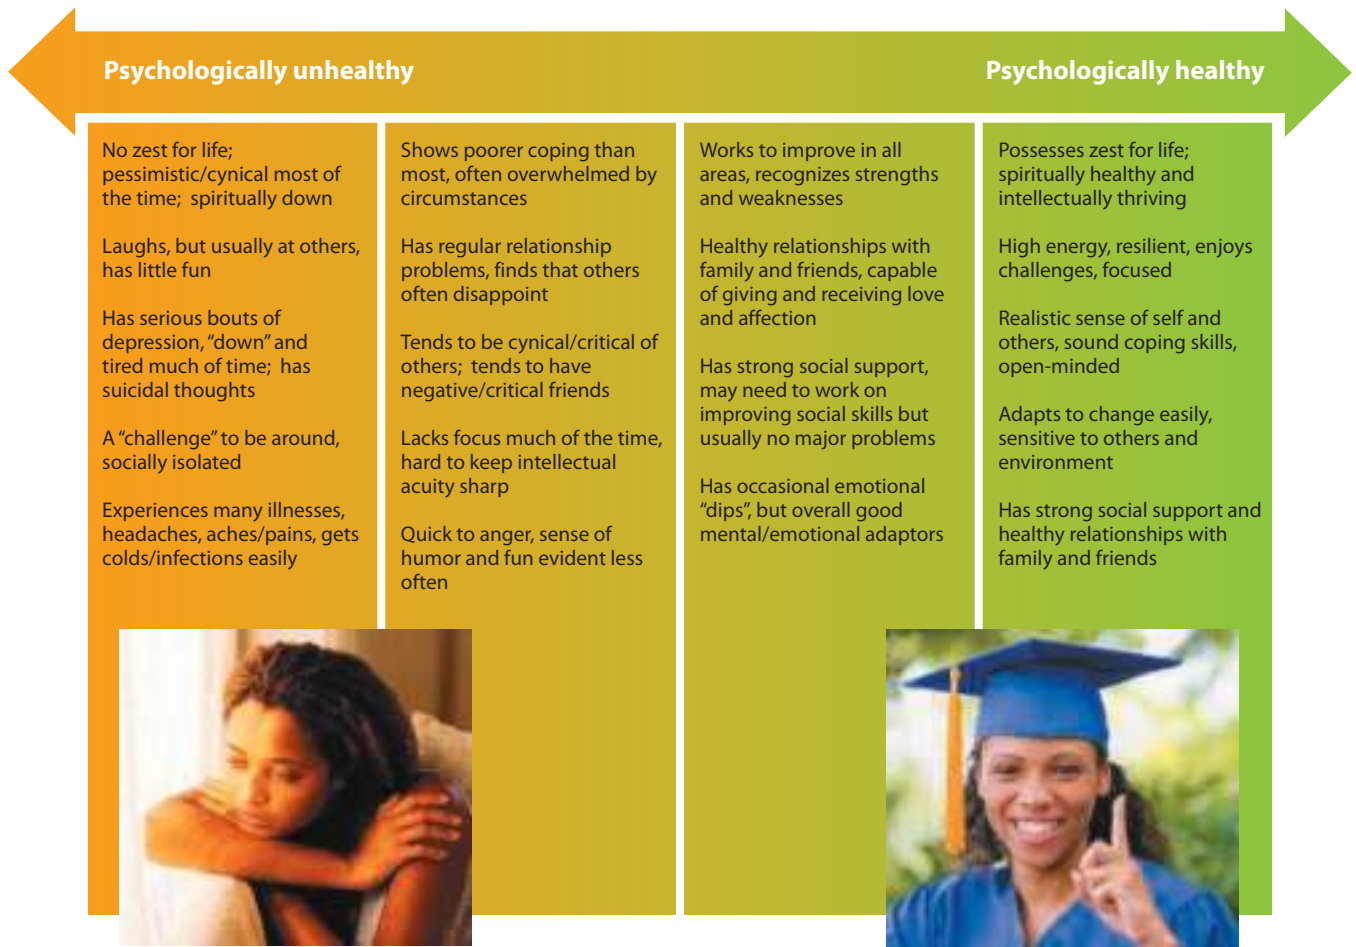 Psychologically unhealthy
Psychologically healthy
No zest for life;
pessimistic/cynical most of
the time; spiritually down
Laughs, but usually at others,
has little fun
Has serious bouts of
depression, “down” and
tired much of time; has
suicidal thoughts
A “challenge” to be around,
socially isolated
Experiences many illnesses,
headaches, aches/pains, gets
colds/infections easily
Shows poorer coping than
most, often overwhelmed by
circumstances
Has regular relationship
problems, finds that others
often disappoint
Tends to be cynical/critical of
others; tends to have
negative/critical friends
Lacks focus much of the time,
hard to keep intellectual
acuity sharp
Quick to anger, sense of
humor and fun evident less
often
Works to improve in all
areas, recognizes strengths
and weaknesses
Healthy relationships with
family and friends, capable
of giving and receiving love
and affection
Has strong social support,
may need to work on
improving social skills but
usually no major problems
Has occasional emotional
“dips”, but overall good
mental/emotional adaptors
Possesses zest for life;
spiritually healthy and
intellectually thriving
High energy, resilient, enjoys
challenges, focused
Realistic sense of self and
others, sound coping skills,
open-minded
Adapts to change easily,
sensitive to others and
environment
Has strong social support and
healthy relationships with
family and friends